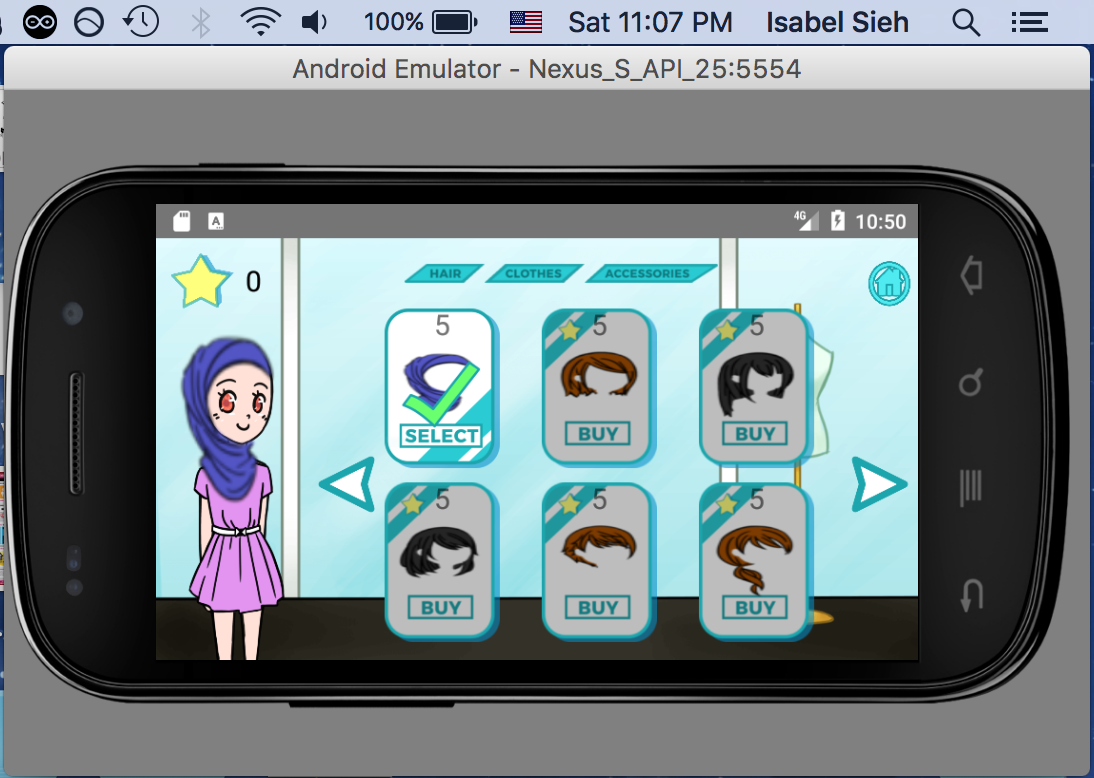 100% Sat 11:07 PM Isabel Sieh
Android Emulator - Nexus_S_API_25:5554
A 4G 10:50
0 HAIR CLOTHES ACCESSORIES
5 5 5
SELECT BUY BUY
5 5 5
BUY BUY BUY